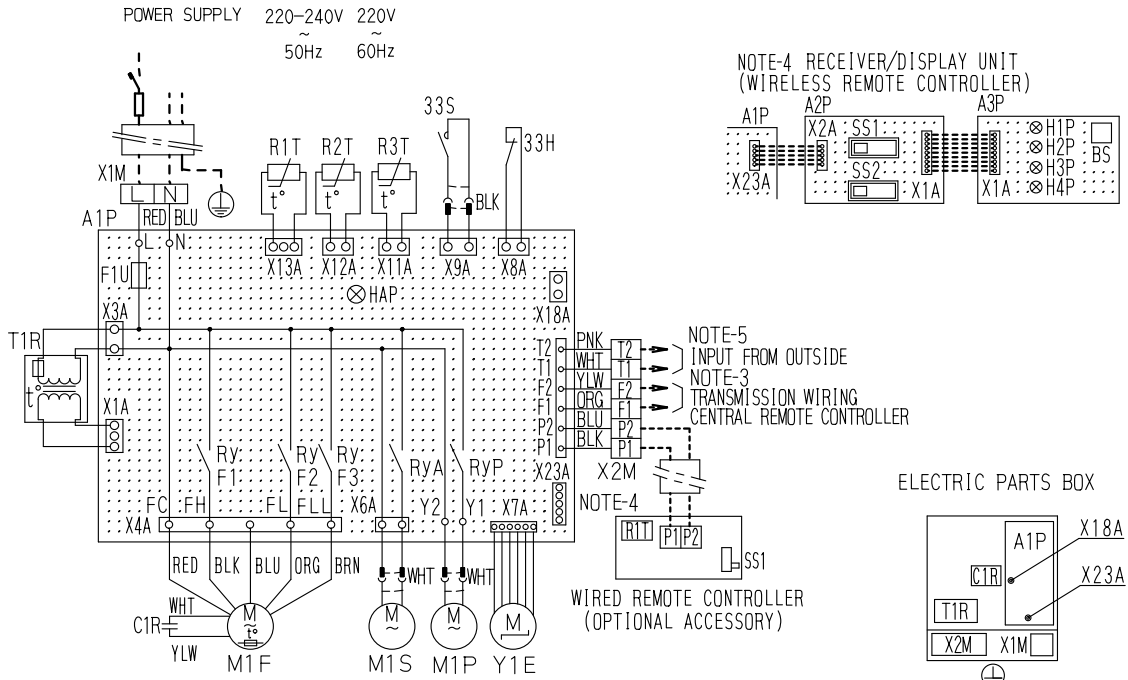 POWER SUPPLY 220-240V 220V
~ ~
50Hz 60Hz
NOTE-4 RECEIVER/DISPLAY UNIT
(WIRELESS REMOTE CONTROLLER)
A1P A2P A3P
X2A SS1 H1P BS
H2P
SS2 H3P
X23A X1A X1A H4P
33S
R1T R2T R3T 33H
t° t° t°
X1M
L N BLK
A1P RED BLU
L N
X13A X12A X11A X9A X8A
F1U
HAP
X3A X18A
T1R
t°
X1A
T2 PNK T2 NOTE-5
INPUT FROM OUTSIDE
T1 WHT T1 NOTE-3
F2 YLW F2 TRANSMISSION WIRING
F1 ORG F1 CENTRAL REMOTE CONTROLLER
P2 BLU P2
P1 BLK P1
Ry Ry Ry RyA RyP
F1 F2 F3
X23A X2M
FC FH FL FLL X6A Y2 Y1 X7A NOTE-4
X4A
R1T P1 P2
SS1
RED BLK BLU ORG BRN WHT WHT
WIRED REMOTE CONTROLLER
(OPTIONAL ACCESSORY)
WHT
C1R
YLW
M M M M
~ ~ ~
t°
M1F M1S M1P Y1E
ELECTRIC PARTS BOX
A1P X18A
C1R X23A
T1R
X2M X1M